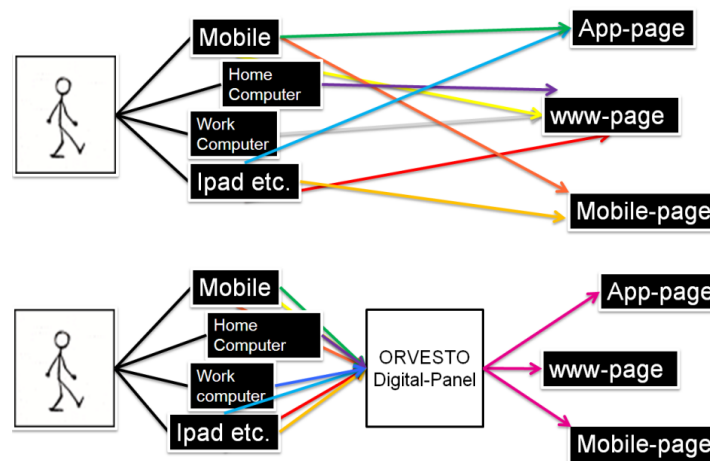 Mobile
App-page
Home
Computer
www-page
Work
Computer
Ipad etc.
Mobile-page
Mobile
App-page
Home
Computer
ORVESTO
Digital-Panel
www-page
Work
computer
Ipad etc.
Mobile-page